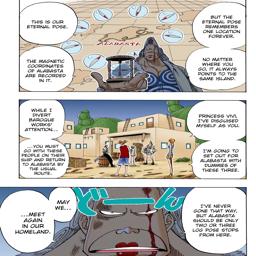 THIS IS OUR
ETERNAL POSE.
BUT THE
ETERNAL POSE
REMEMBERS
ONE LOCATION
FOREVER.
ALABASTA
THE MAGNETIC
COORDINATES
OF ALABASTA
ARE RECORDED
IN IT.
NO MATTER
WHERE YOU
GO, IT ALWAYS
POINTS TO THE
SAME ISLAND.
WHILE I
DIVERT
BAROQUE
WORKS'
ATTENTION...
PRINCESS VIVI,
I'VE DISGUISED
MYSELF AS YOU.
...YOU MUST
GO WITH THESE
PEOPLE ON THEIR
SHIP AND RETURN
TO ALABASTA BY
THE USUAL
ROUTE.
I'M GOING TO
SET OUT FOR
ALABASTA WITH
DUMMIES OF
THESE THREE.
MAY
WE...
ど
ん
...MEET
AGAIN
IN OUR
HOMELAND.
I'VE NEVER
GONE THAT WAY,
BUT ALABASTA
SHOULD BE ONLY
TWO OR THREE
LOG POSE STOPS
FROM HERE.